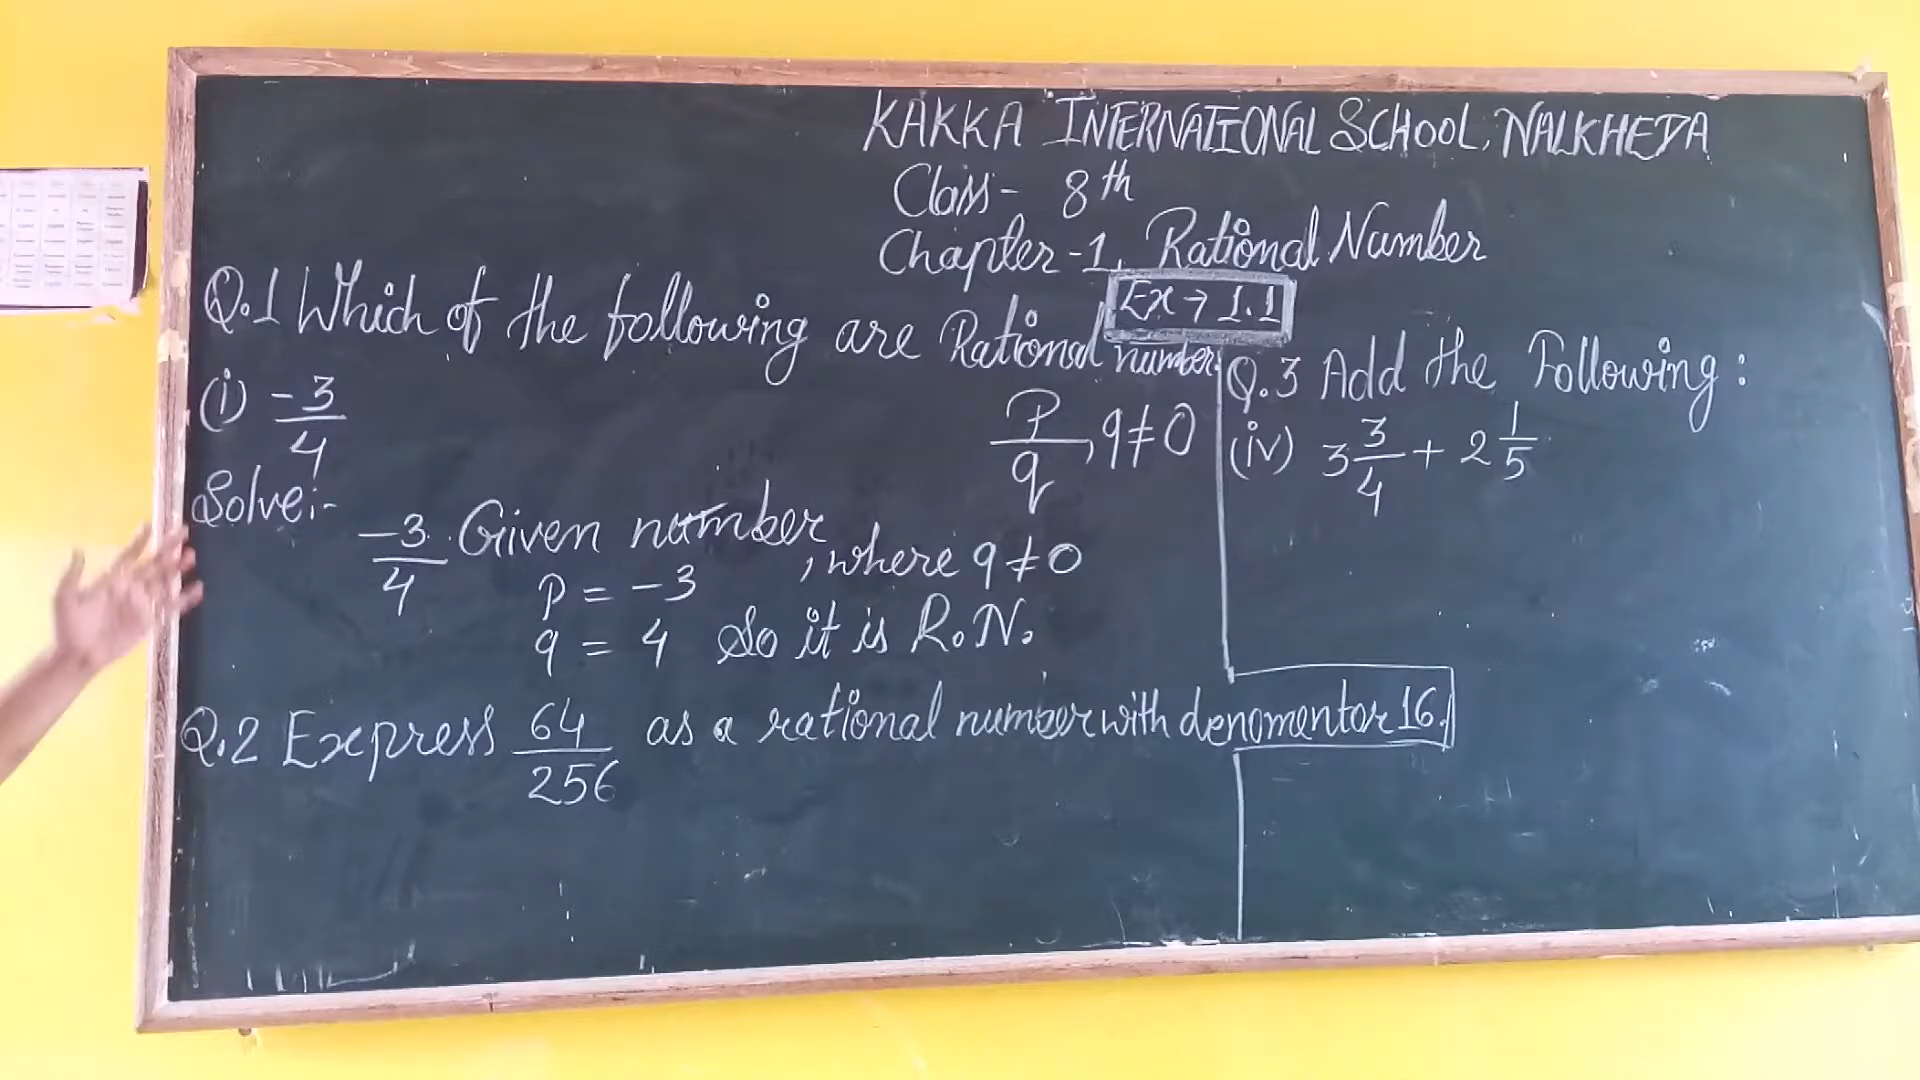 KAKKA INTERNATIONAL SCHOOL, NALKHEDA
Class- 8th
Chapter-1, Rational Number
Ex → 1.1
Q.1 Which of the following are Rational number
(i) -3/4
p/q, q≠0
Solve:-
-3/4 Given number
p = -3, where q≠0
q = 4 So it is R.N.
Q.2 Express 64/256 as a rational number with denomentor 16.
Q.3 Add the Following:
(iv) 3 3/4 + 2 1/5